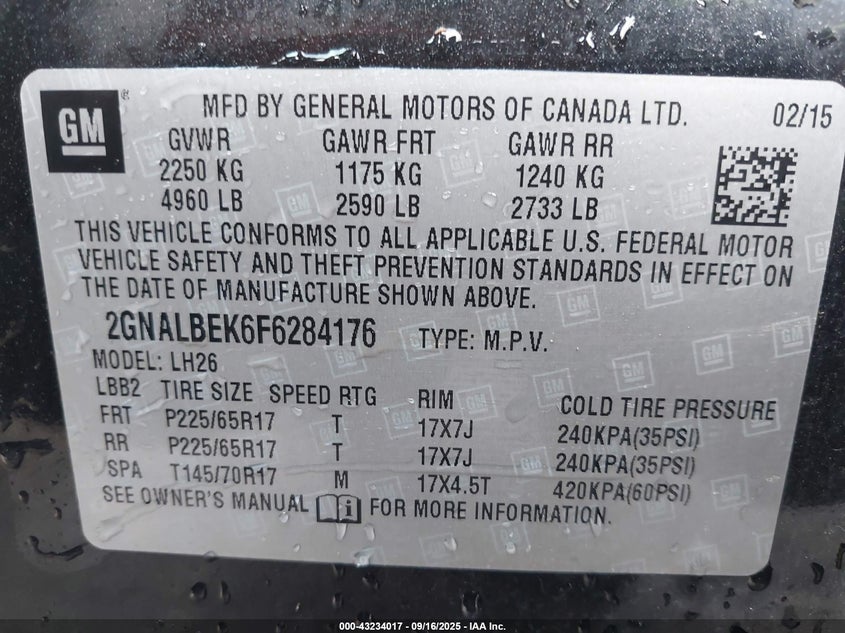 GM
MFD BY GENERAL MOTORS OF CANADA LTD. 02/15
GVWR GAWR FRT GAWR RR
2250 KG 1175 KG 1240 KG
4960 LB 2590 LB 2733 LB
THIS VEHICLE CONFORMS TO ALL APPLICABLE U.S. FEDERAL MOTOR
VEHICLE SAFETY AND THEFT PREVENTION STANDARDS IN EFFECT ON
THE DATE OF MANUFACTURE SHOWN ABOVE.
2GNALBEK6F6284176 TYPE: M.P.V.
MODEL: LH26
LBB2 TIRE SIZE SPEED RTG RIM COLD TIRE PRESSURE
FRT P225/65R17 T 17X7J 240KPA(35PSI)
RR P225/65R17 T 17X7J 240KPA(35PSI)
SPA T145/70R17 M 17X4.5T 420KPA(60PSI)
SEE OWNER'S MANUAL FOR MORE INFORMATION.
000-43234017 - 09/16/2025 - IAA Inc.